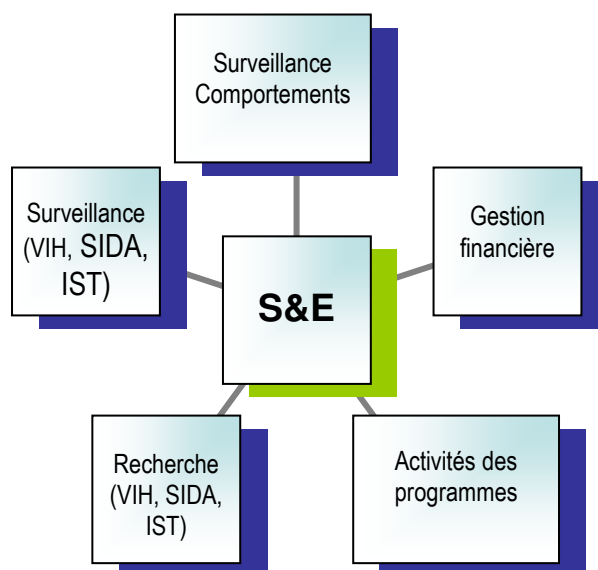 Surveillance
Comportements
Surveillance
(VIH, SIDA,
IST)
Gestion
financière
S&E
Recherche
(VIH, SIDA,
IST)
Activités des
programmes